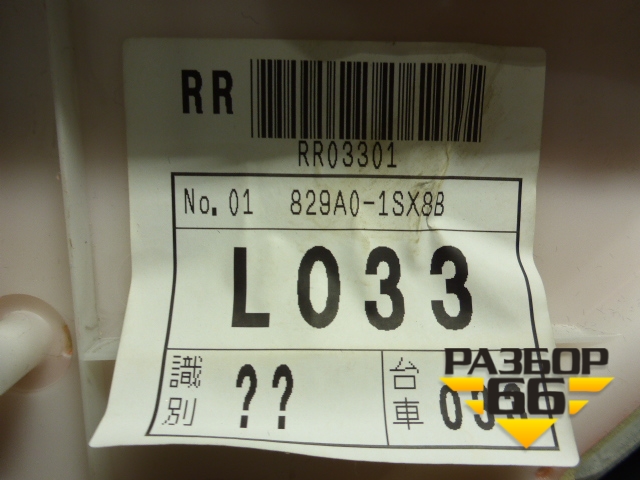 RR
RR03301
No. 01 829A0-1SX8B
L033
識別 ?? 台車
РАЗБОР
66